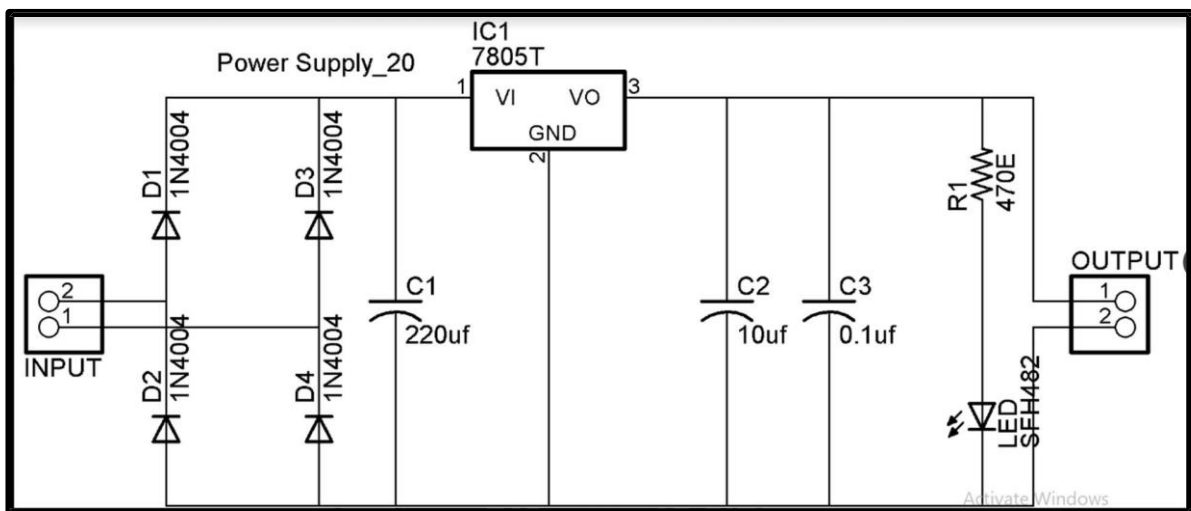 IC1
7805T
Power Supply_20
1
VI
VO
3
GND
2
D1
1N4004
D3
1N4004
2
1
INPUT
D2
1N4004
D4
1N4004
C1
220uf
C2
10uf
C3
0.1uf
R1
470E
OUTPUT(
1
2
LED
SFH482
Activate Windows